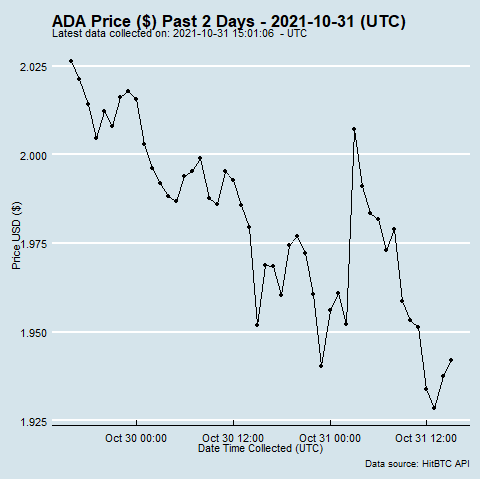 ADA Price ($) Past 2 Days - 2021-10-31 (UTC)
Latest data collected on: 2021-10-31 15:01:06 - UTC
2.025
2.000
1.975
1.950
1.925
Price USD ($)
Oct 30 00:00 Oct 30 12:00 Oct 31 00:00 Oct 31 12:00
Date Time Collected (UTC)
Data source: HitBTC API